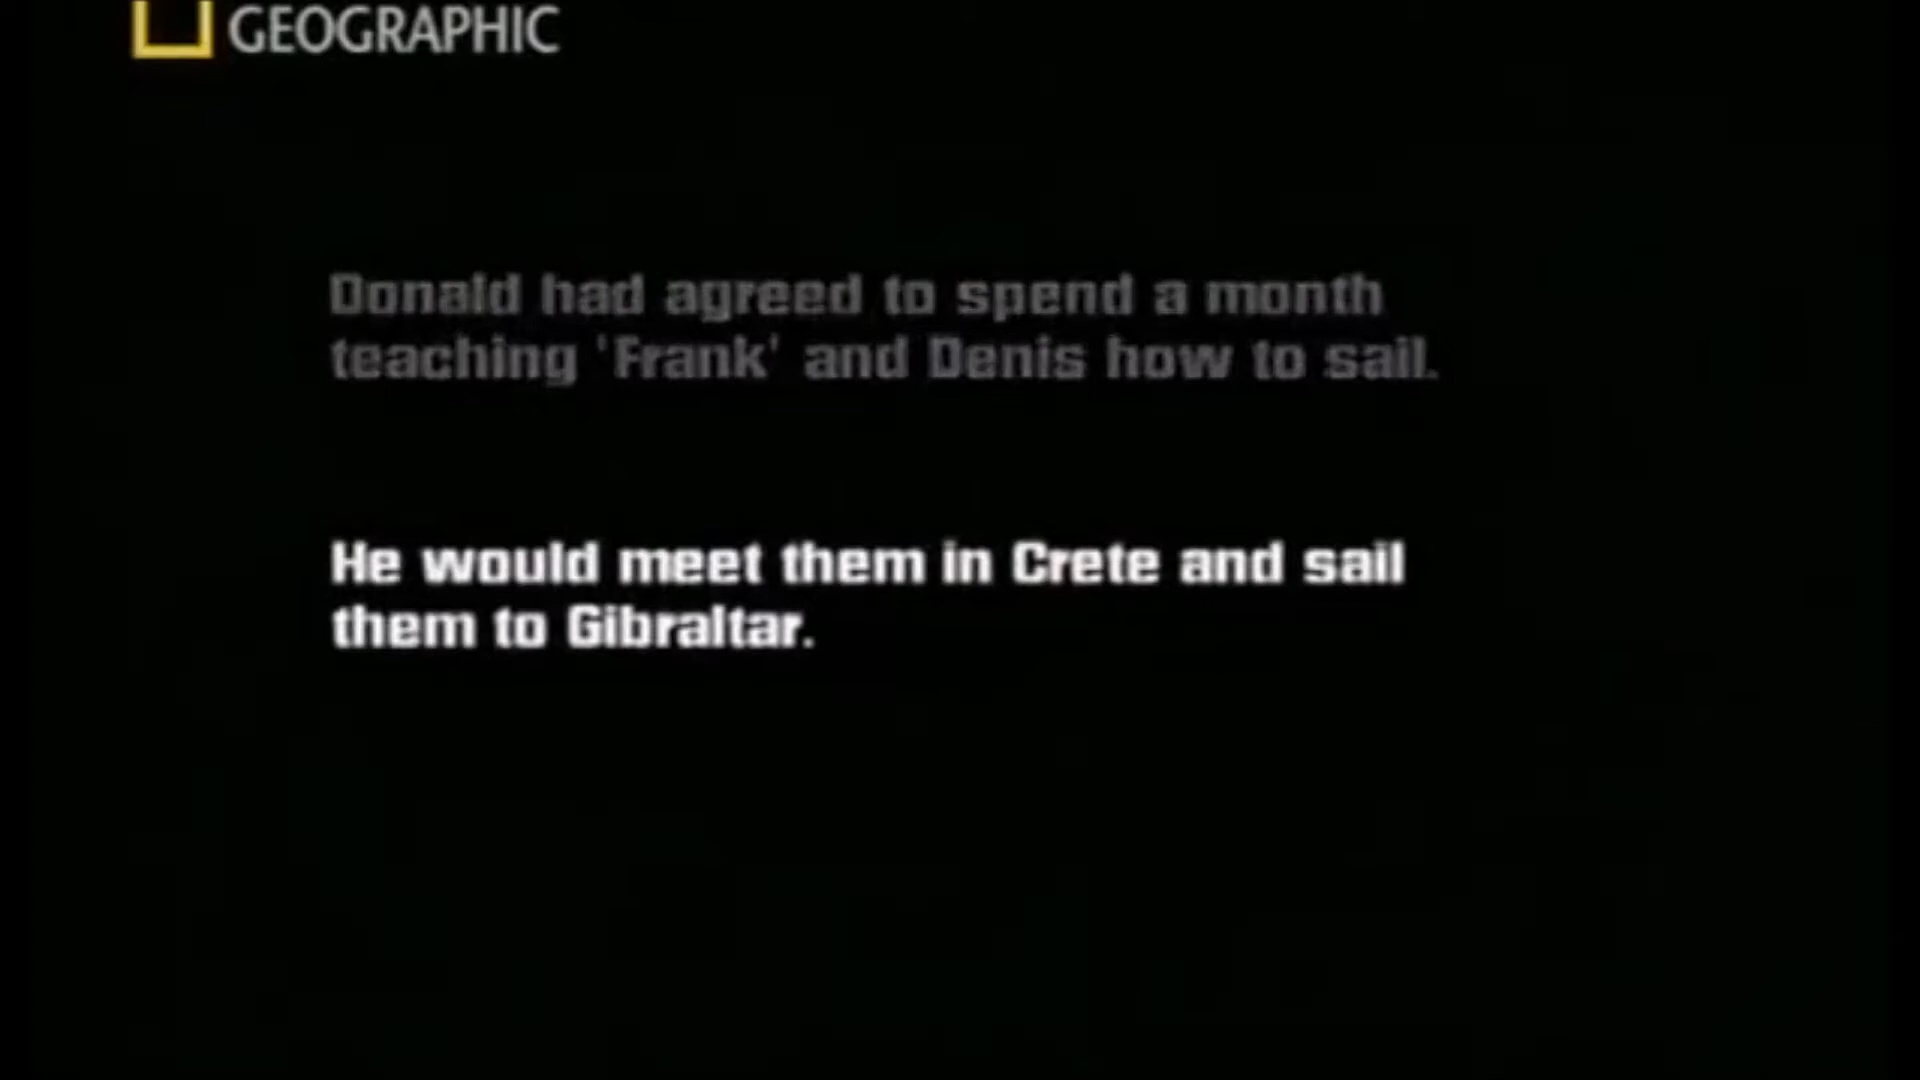 GEOGRAPHIC
Donald had agreed to spend a month
teaching 'Frank' and Denis how to sail.
He would meet them in Crete and sail
them to Gibraltar.